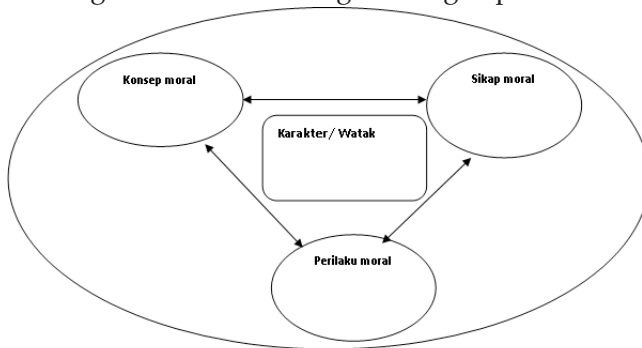 Konsep moral
Sikap moral
Karakter/ Watak
Perilaku moral